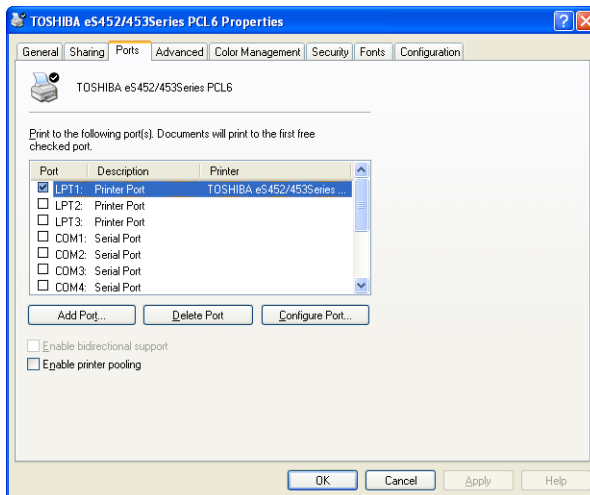 TOSHIBA eS452/453Series PCL6 Properties
General Sharing Ports Advanced Color Management Security Fonts Configuration
TOSHIBA eS452/453Series PCL6
Print to the following port(s). Documents will print to the first free
checked port.
Port Description Printer
LPT1: Printer Port TOSHIBA eS452/453Series ...
LPT2: Printer Port
LPT3: Printer Port
COM1: Serial Port
COM2: Serial Port
COM3: Serial Port
COM4: Serial Port
Add Port... Delete Port Configure Port...
Enable bidirectional support
Enable printer pooling
OK Cancel Apply Help